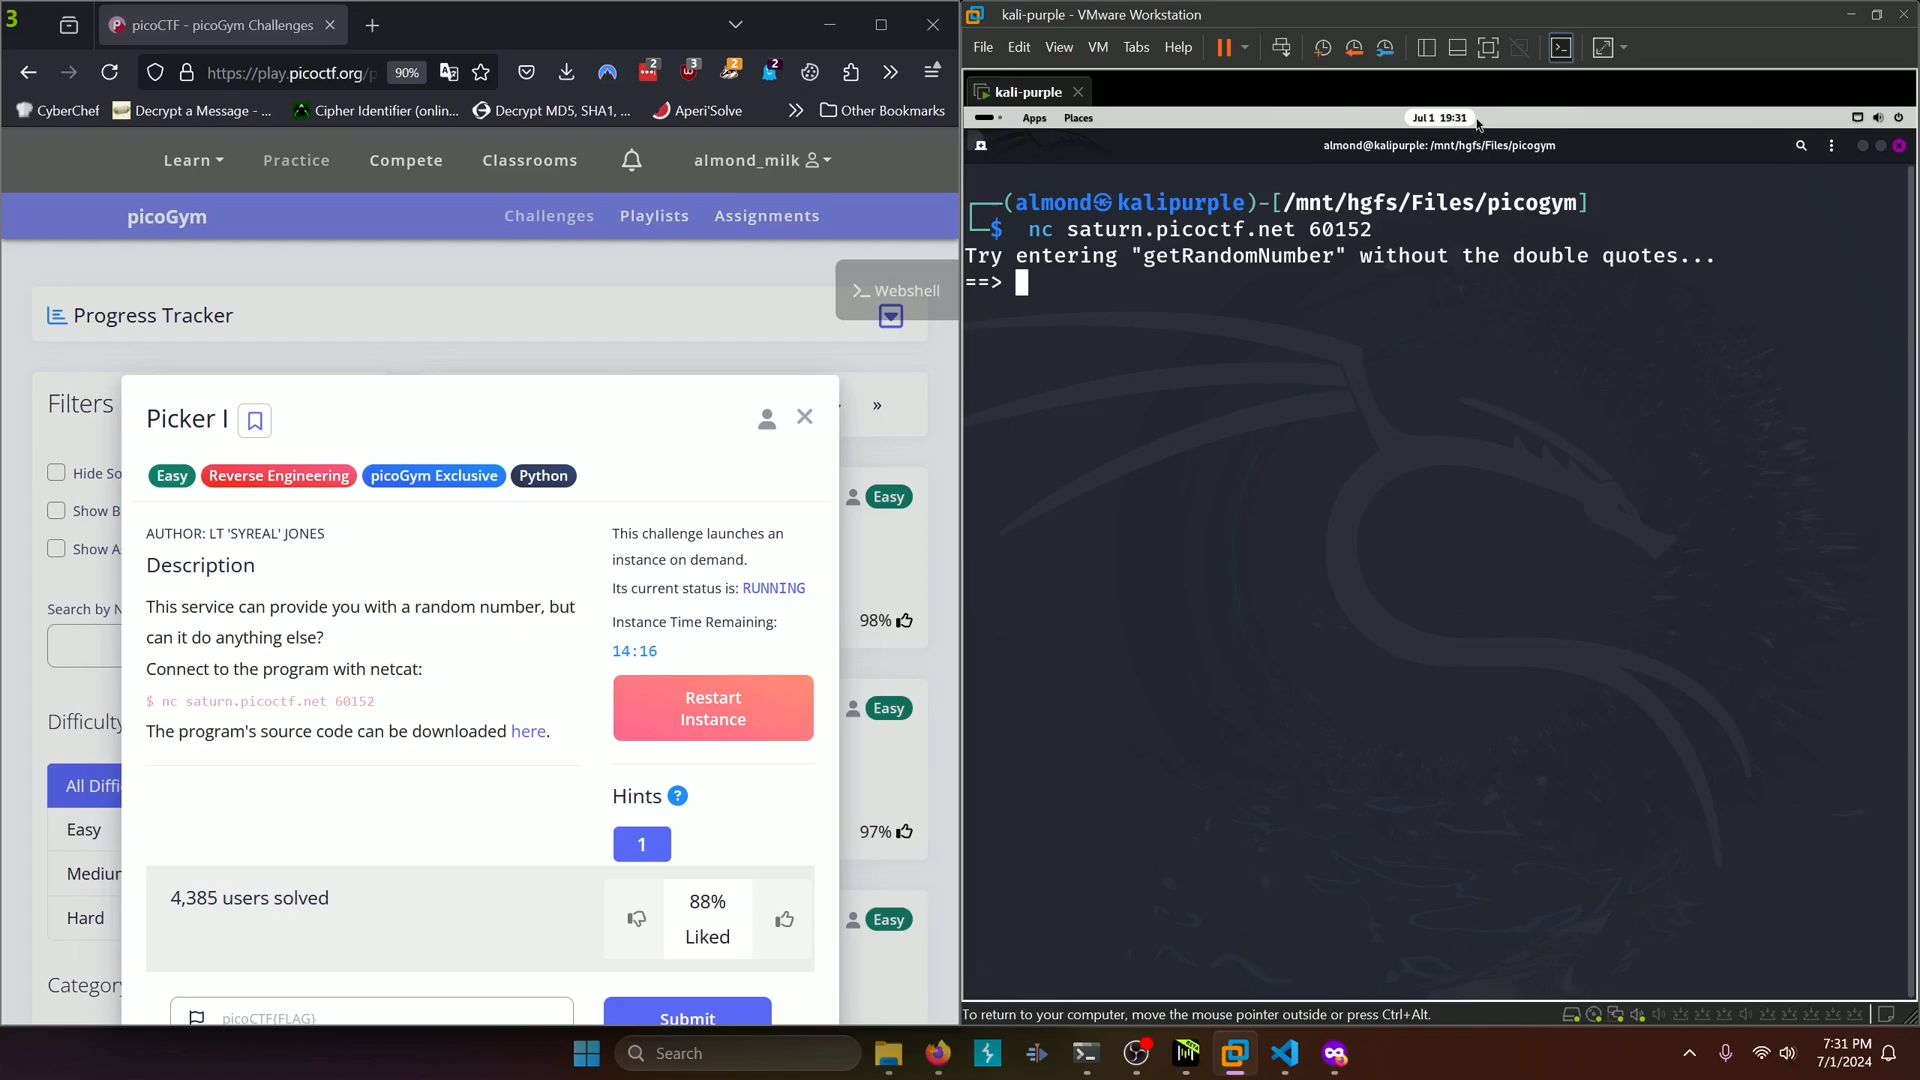 3
picoCTF - picoGym Challenges
https://play.picoctf.org/p
90%
2
3
2
2
CyberChef
Decrypt a Message - ...
Cipher Identifier (onlin...
Decrypt MD5, SHA1, ...
Aperi'Solve
Other Bookmarks
Learn
Practice
Compete
Classrooms
almond_milk
picoGym
Challenges
Playlists
Assignments
Webshell
Progress Tracker
Filters
»
Hide So
Show B
Show A
Search by N
Difficulty
All Diffi
Easy
Medium
Hard
Category
Easy
98%
Easy
97%
Easy
Picker I
Easy
Reverse Engineering
picoGym Exclusive
Python
AUTHOR: LT 'SYREAL' JONES
Description
This service can provide you with a random number, but
can it do anything else?
Connect to the program with netcat:
$ nc saturn.picoctf.net 60152
The program's source code can be downloaded here.
This challenge launches an
instance on demand.
Its current status is: RUNNING
Instance Time Remaining:
14:16
Restart
Instance
Hints ?
1
4,385 users solved
88%
Liked
picoCTF{FLAG}
Submit
kali-purple - VMware Workstation
File
Edit
View
VM
Tabs
Help
kali-purple
Apps
Places
Jul 1 19:31
almond@kalipurple: /mnt/hgfs/Files/picogym
┌──(almond㉿kalipurple)-[/mnt/hgfs/Files/picogym]
└─$ nc saturn.picoctf.net 60152
Try entering "getRandomNumber" without the double quotes...
==>
To return to your computer, move the mouse pointer outside or press Ctrl+Alt.
Search
7:31 PM
7/1/2024